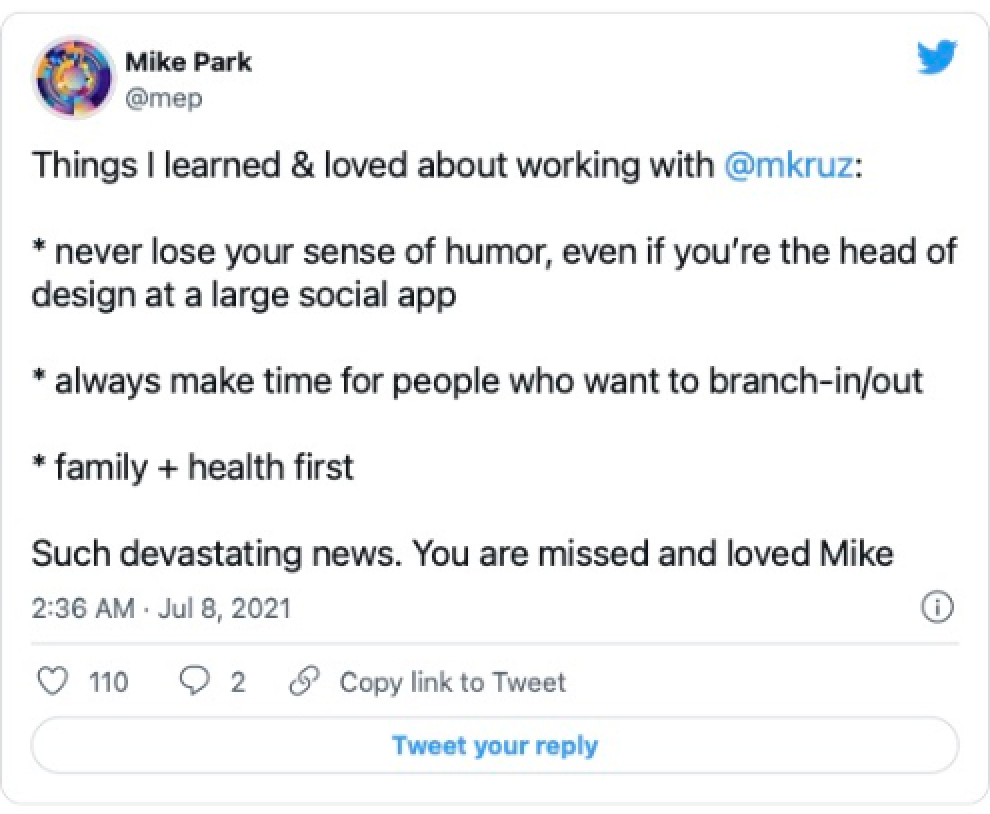 Mike Park
@mep
Things I learned & loved about working with @mkruz:
* never lose your sense of humor, even if you’re the head of
design at a large social app
* always make time for people who want to branch-in/out
* family + health first
Such devastating news. You are missed and loved Mike
2:36 AM · Jul 8, 2021
110 2 Copy link to Tweet
Tweet your reply